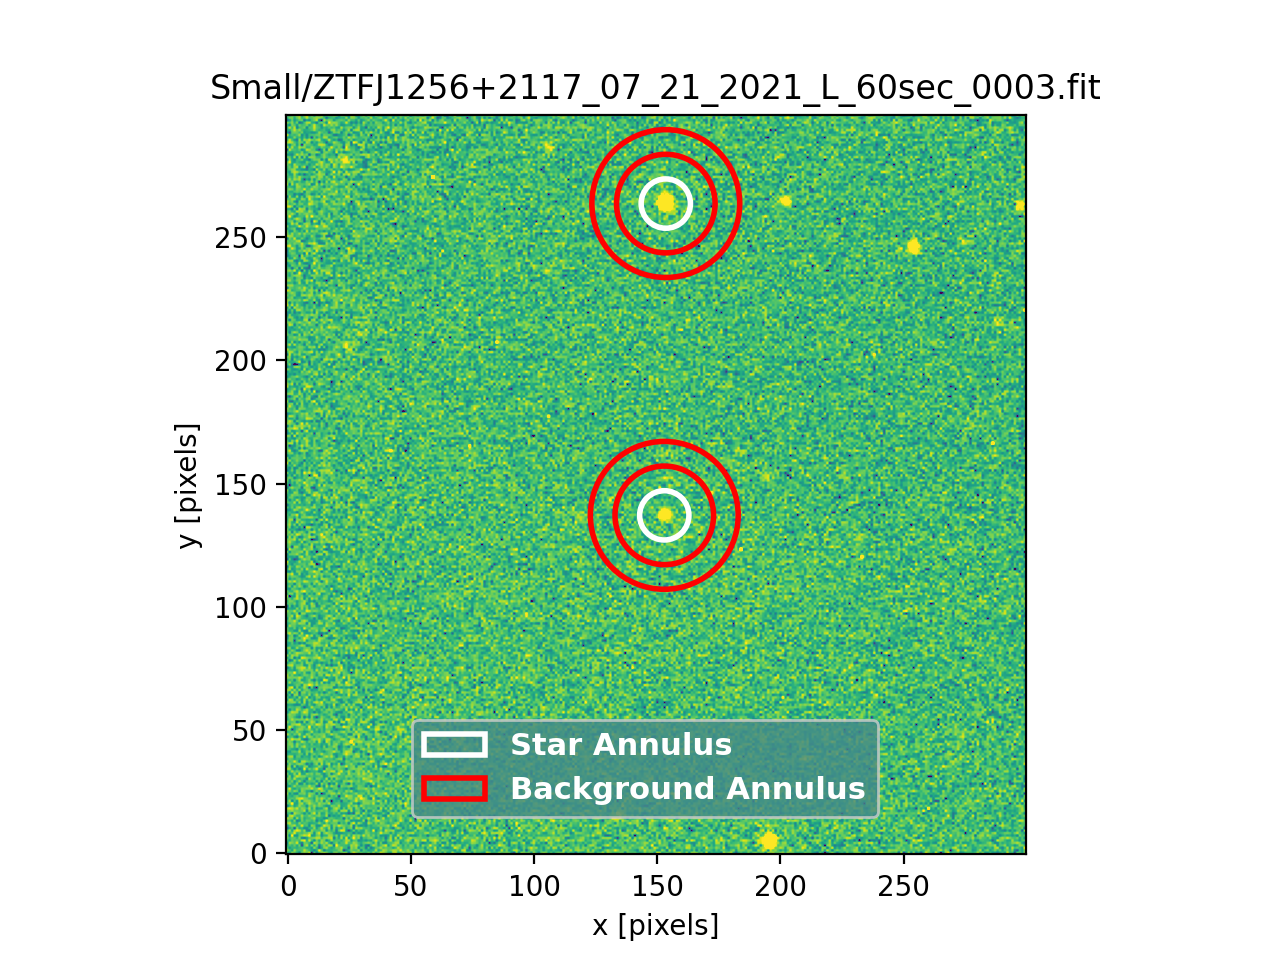 Small/ZTFJ1256+2117_07_21_2021_L_60sec_0003.fit
250
200
150
100
50
0
y [pixels]
Star Annulus
Background Annulus
0 50 100 150 200 250
x [pixels]